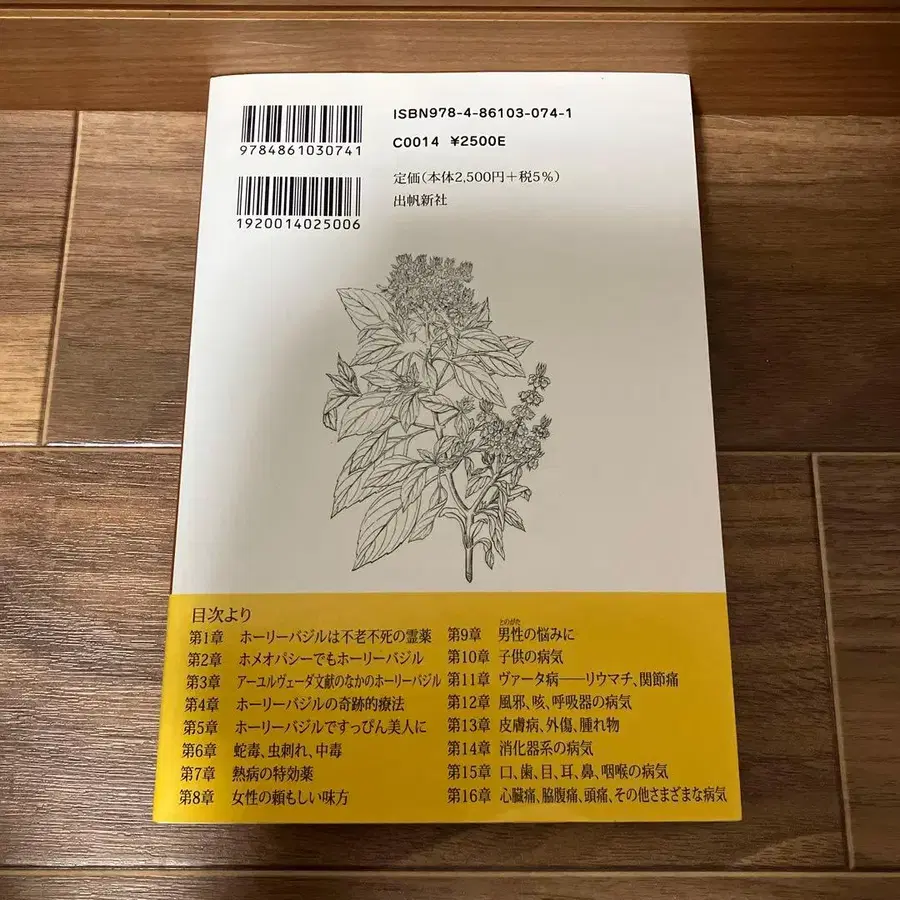 ISBN978-4-86103-074-1
9784861030741
C0014 ¥2500E
定価(本体2,500円+税5%)
出帆新社
1920014025006
目次より
第1章 ホーリーバジルは不老不死の霊薬
第2章 ホメオパシーでもホーリーバジル
第3章 アーユルヴェーダ文献のなかのホーリーバジル
第4章 ホーリーバジルの奇跡的療法
第5章 ホーリーバジルですっぴん美人に
第6章 蛇毒、虫刺れ、中毒
第7章 熱病の特効薬
第8章 女性の頼もしい味方
とのがた
第9章 男性の悩みに
第10章 子供の病気
第11章 ヴァータ病──リウマチ、関節痛
第12章 風邪、咳、呼吸器の病気
第13章 皮膚病、外傷、腫れ物
第14章 消化器系の病気
第15章 口、歯、目、耳、鼻、咽喉の病気
第16章 心臓痛、脇腹痛、頭痛、その他さまざまな病気